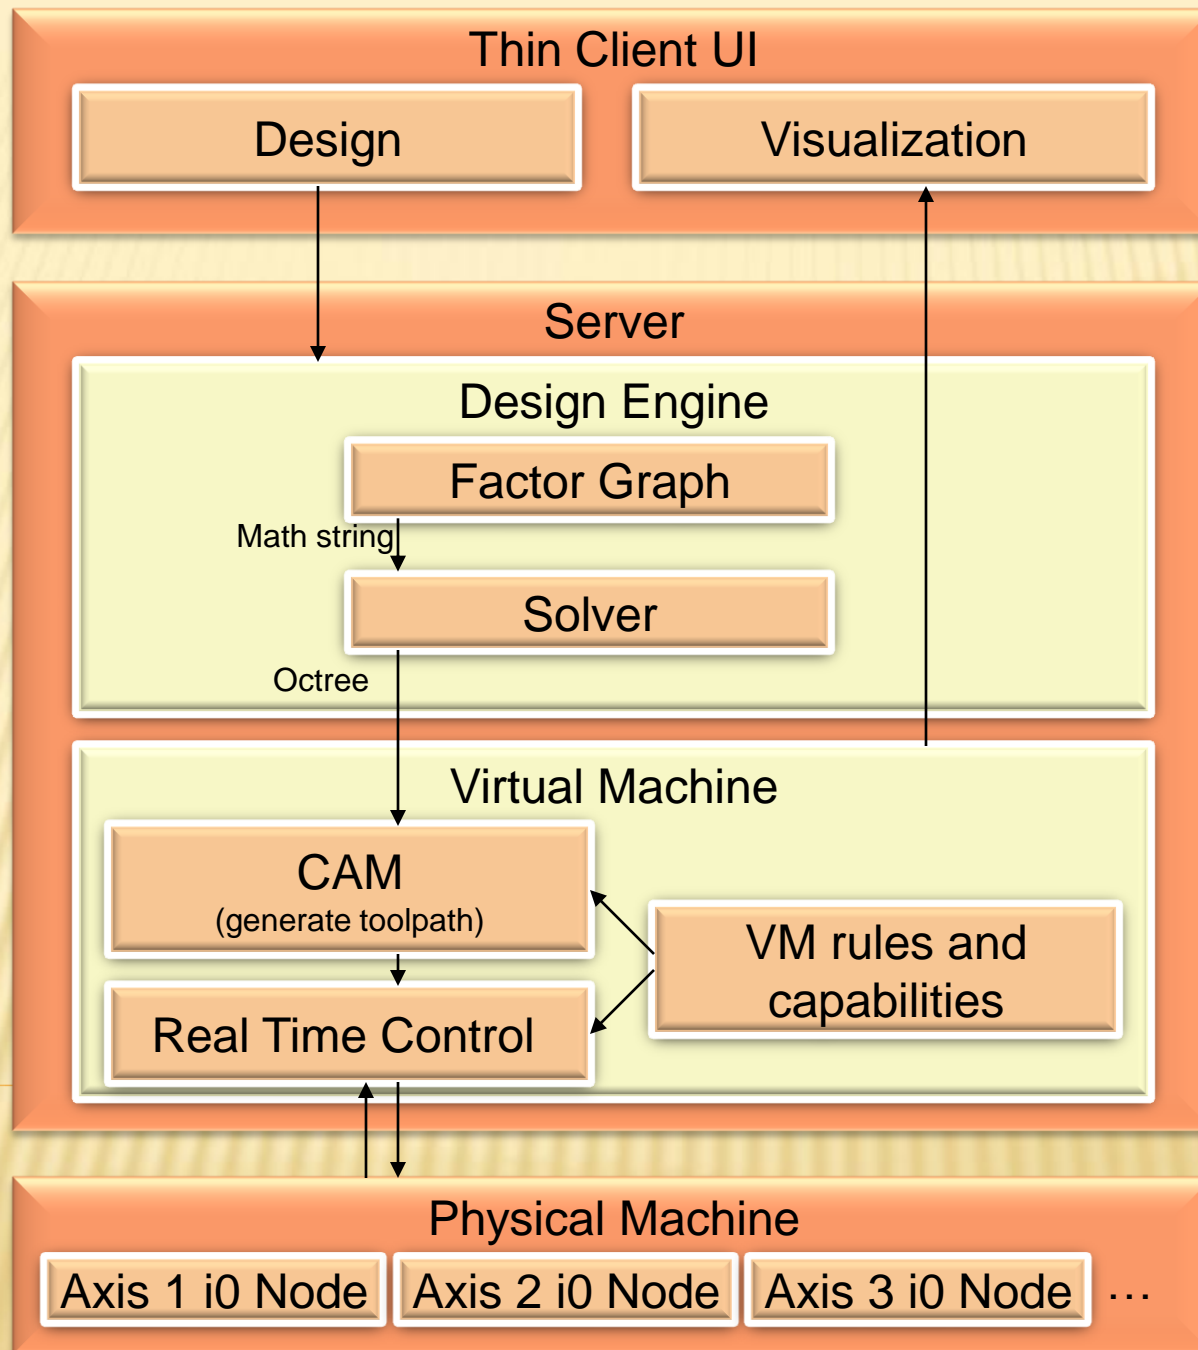 Thin Client UI
Design
Visualization
Server
Design Engine
Factor Graph
Math string
Solver
Octree
Virtual Machine
CAM
(generate toolpath)
VM rules and
capabilities
Real Time Control
Physical Machine
Axis 1 i0 Node
Axis 2 i0 Node
Axis 3 i0 Node
...